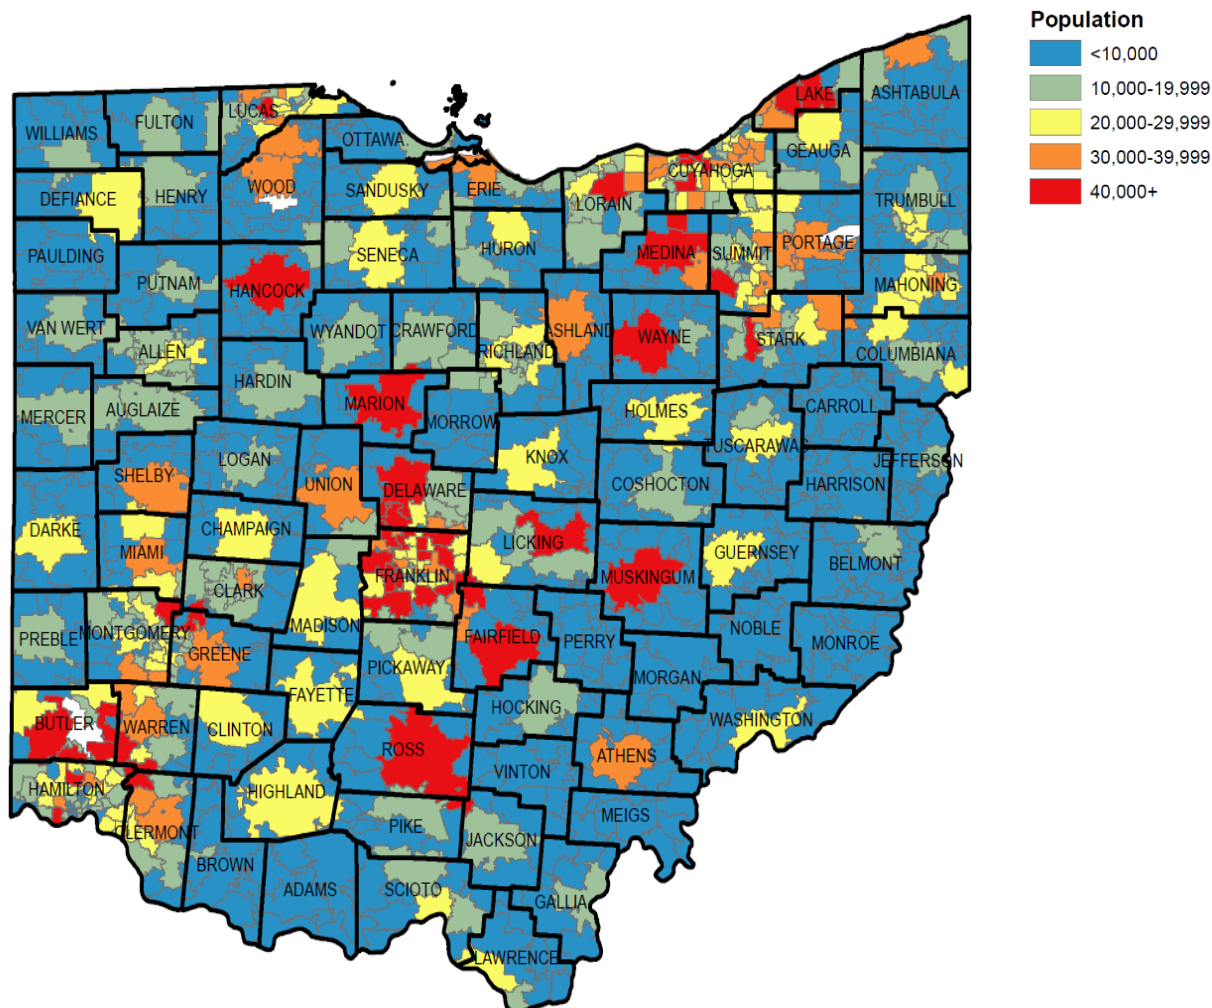 Population
<10,000
10,000-19,999
20,000-29,999
30,000-39,999
40,000+
LAKE
ASHTABULA
LUCAS
FULTON
WILLIAMS
OTTAWA
GEAUGA
CUYAHOGA
WOOD
SANDUSKY
ERIE
HENRY
DEFIANCE
LORAIN
TRUMBULL
PORTAGE
HURON
MEDINA
SUMMIT
SENECA
PAULDING
PUTNAM
MAHONING
HANCOCK
VAN WERT
WYANDOT
CRAWFORD
ASHLAND
WAYNE
STARK
ALLEN
RICHLAND
COLUMBIANA
HARDIN
MARION
CARROLL
MERCER
AUGLAIZE
HOLMES
MORROW
TUSCARAWAS
KNOX
LOGAN
JEFFERSON
SHELBY
UNION
DELAWARE
COSHOCTON
HARRISON
DARKE
CHAMPAIGN
LICKING
MIAMI
GUERNSEY
BELMONT
FRANKLIN
MUSKINGUM
CLARK
MADISON
NOBLE
PREBLE
MONTGOMERY
FAIRFIELD
PERRY
MONROE
GREENE
PICKAWAY
MORGAN
FAYETTE
HOCKING
WASHINGTON
BUTLER
WARREN
CLINTON
ROSS
ATHENS
VINTON
HAMILTON
HIGHLAND
MEIGS
CLERMONT
PIKE
JACKSON
BROWN
ADAMS
SCIOTO
GALLIA
LAWRENCE